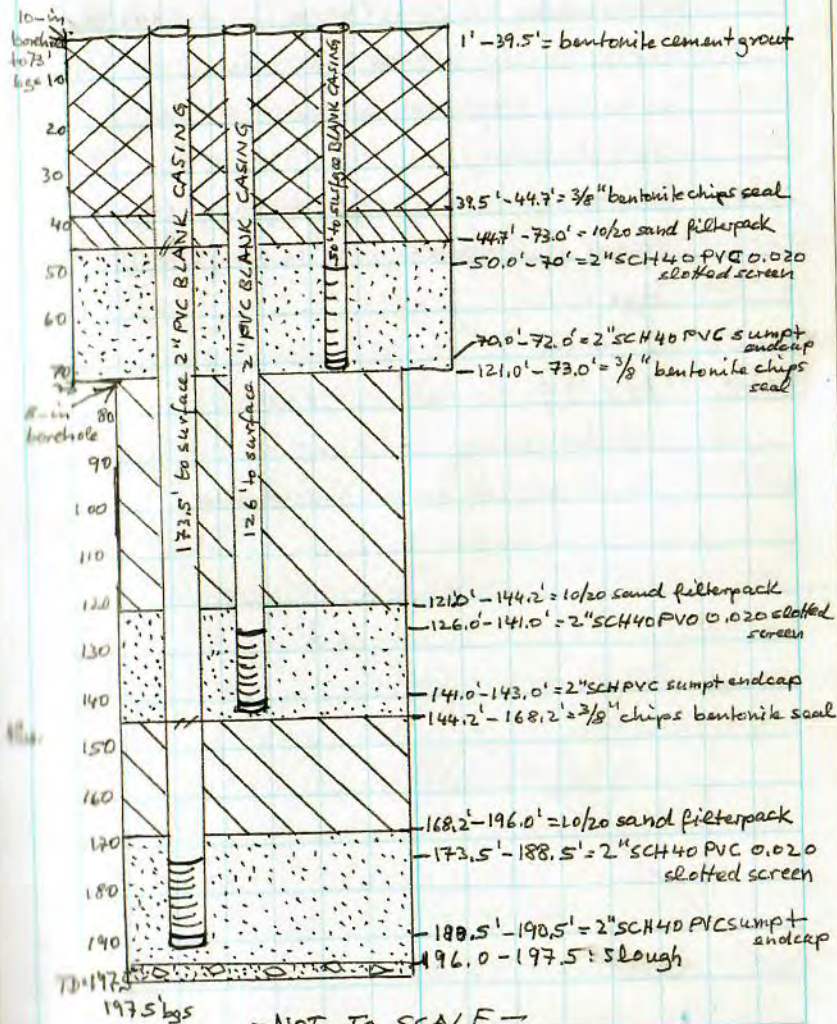 10-in
borehole
to 73'
bgs
10
20
30
40
50
60
70
73
8-in
borehole
80
90
100
110
120
130
140
150
160
170
180
190
TD=197.5
197.5'bgs
173.5' to surface 2" PVC BLANK CASING
126' to surface 2" PVC BLANK CASING
50' to surface BLANK CASING
1'-39.5' = bentonite cement grout
39.5'-44.7' = 3/8" bentonite chips seal
44.7'-73.0' = 10/20 sand filterpack
50.0'-70' = 2"SCH40 PVC 0.020
slotted screen
70.0'-72.0' = 2"SCH40 PVC sump+
endcap
121.0'-73.0' = 3/8" bentonite chips
seal
121.0'-144.2' = 10/20 sand filterpack
126.0'-141.0' = 2"SCH40PVC 0.020 slotted
screen
141.0'-143.0' = 2"SCH PVC sump+endcap
144.2'-168.2' = 3/8" chips bentonite seal
168.2'-196.0' = 10/20 sand filterpack
173.5'-188.5' = 2"SCH40 PVC 0.020
slotted screen
188.5'-190.5' = 2"SCH40 PVC sump+
endcap
196.0-197.5: slough
-NOT TO SCALE-